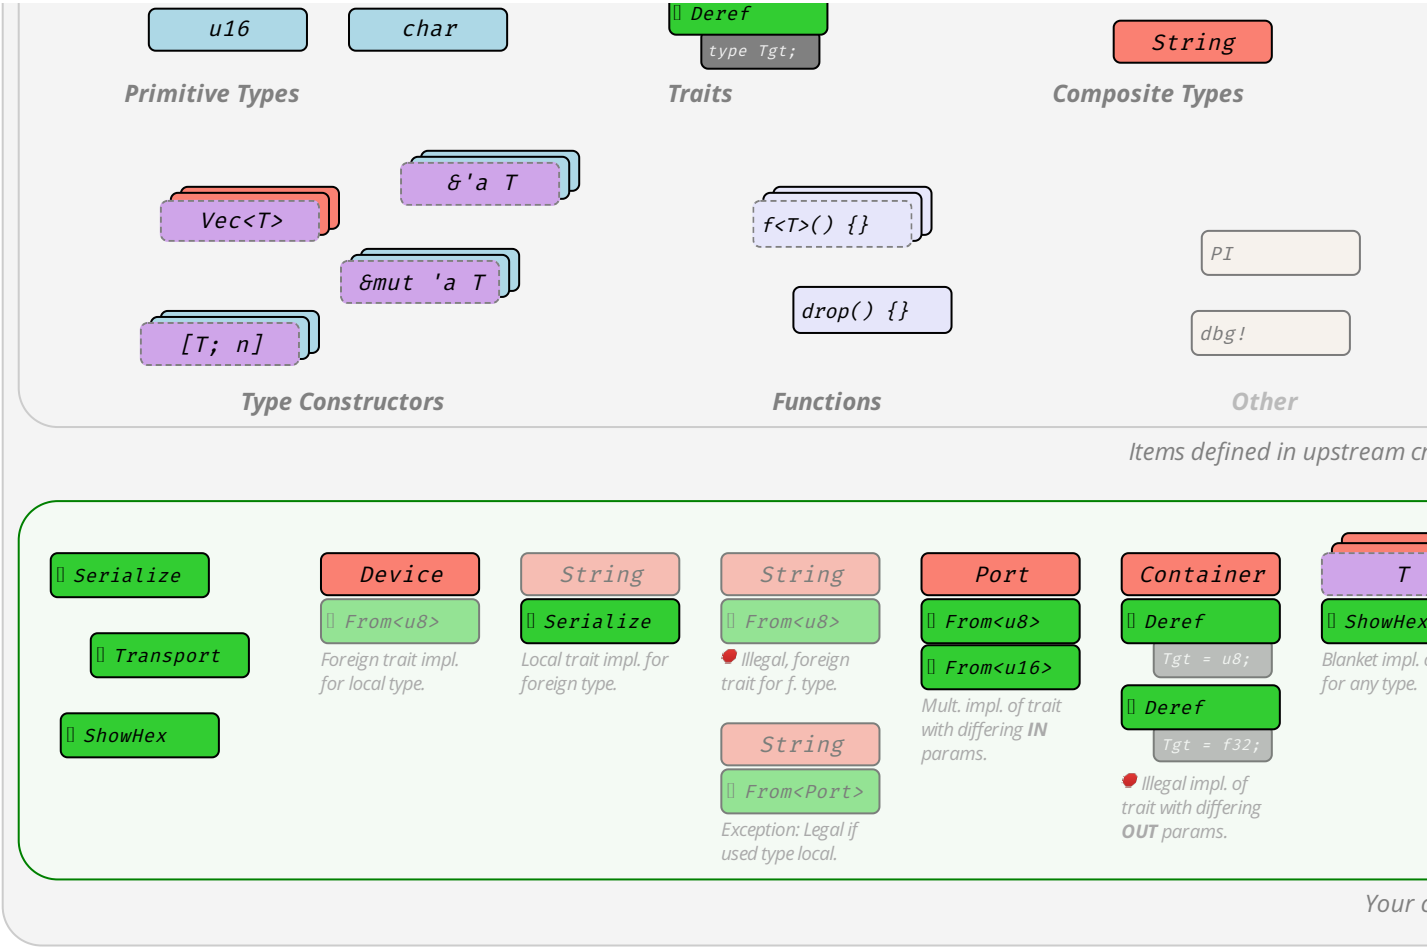 u16
char
Deref
type Tgt;
String
Primitive Types
Traits
Composite Types
&'a T
Vec<T>
f<T>() {}
PI
&mut 'a T
drop() {}
dbg!
[T; n]
Type Constructors
Functions
Other
Items defined in upstream
Serialize
Transport
ShowHex
Device
From<u8>
Foreign trait impl.
for local type.
String
Serialize
Local trait impl. for
foreign type.
String
From<u8>
Illegal, foreign
trait for f. type.
String
From<Port>
Exception: Legal if
used type local.
Port
From<u8>
From<u16>
Mult. impl. of trait
with differing IN
params.
Container
Deref
Tgt = u8;
Deref
Tgt = f32;
Illegal impl. of
trait with differing
OUT params.
T
ShowHex
Blanket impl.
for any type.
Your